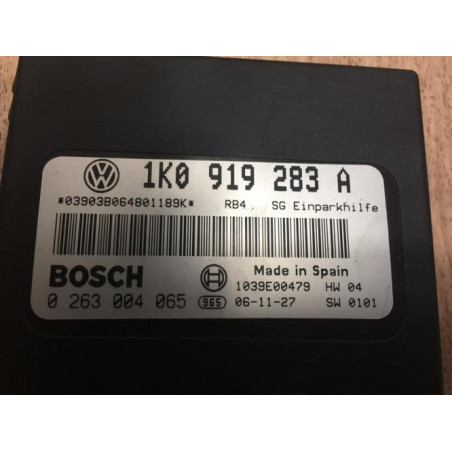 1K0 919 283 A
*03903B064801189K* RB4 SG Einparkhilfe
BOSCH Made in Spain
1039E00479 HW 04
0 263 004 065 965 06-11-27 SW 0101